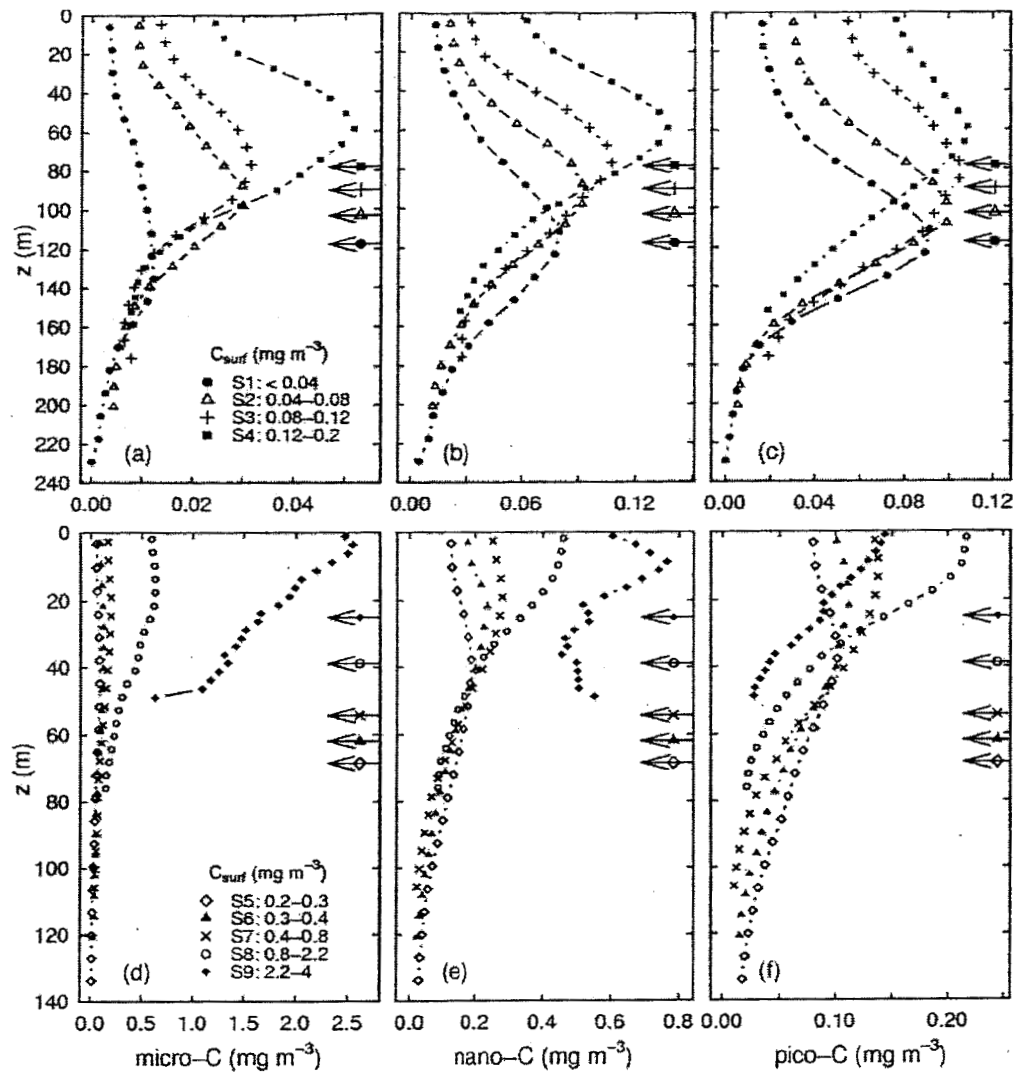 0
20
40
60
80
100
120
140
160
180
200
220
240
z (m)
C_surf (mg m⁻³)
S1: < 0.04
S2: 0.04–0.08
S3: 0.08–0.12
S4: 0.12–0.2
(a)
(b)
(c)
0.00 0.02 0.04
0.00 0.06 0.12
0.00 0.04 0.08 0.12
0
20
40
60
80
100
120
140
z (m)
C_surf (mg m⁻³)
S5: 0.2–0.3
S6: 0.3–0.4
S7: 0.4–0.8
S8: 0.8–2.2
S9: 2.2–4
(d)
(e)
(f)
0.0 0.5 1.0 1.5 2.0 2.5
0.0 0.2 0.4 0.6 0.8
0.00 0.10 0.20
micro–C (mg m⁻³)
nano–C (mg m⁻³)
pico–C (mg m⁻³)